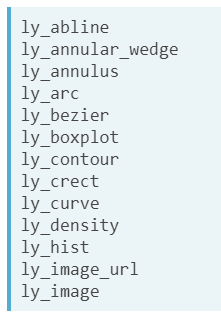 ly_abline
ly_annular_wedge
ly_annulus
ly_arc
ly_bezier
ly_boxplot
ly_contour
ly_crect
ly_curve
ly_density
ly_hist
ly_image_url
ly_image